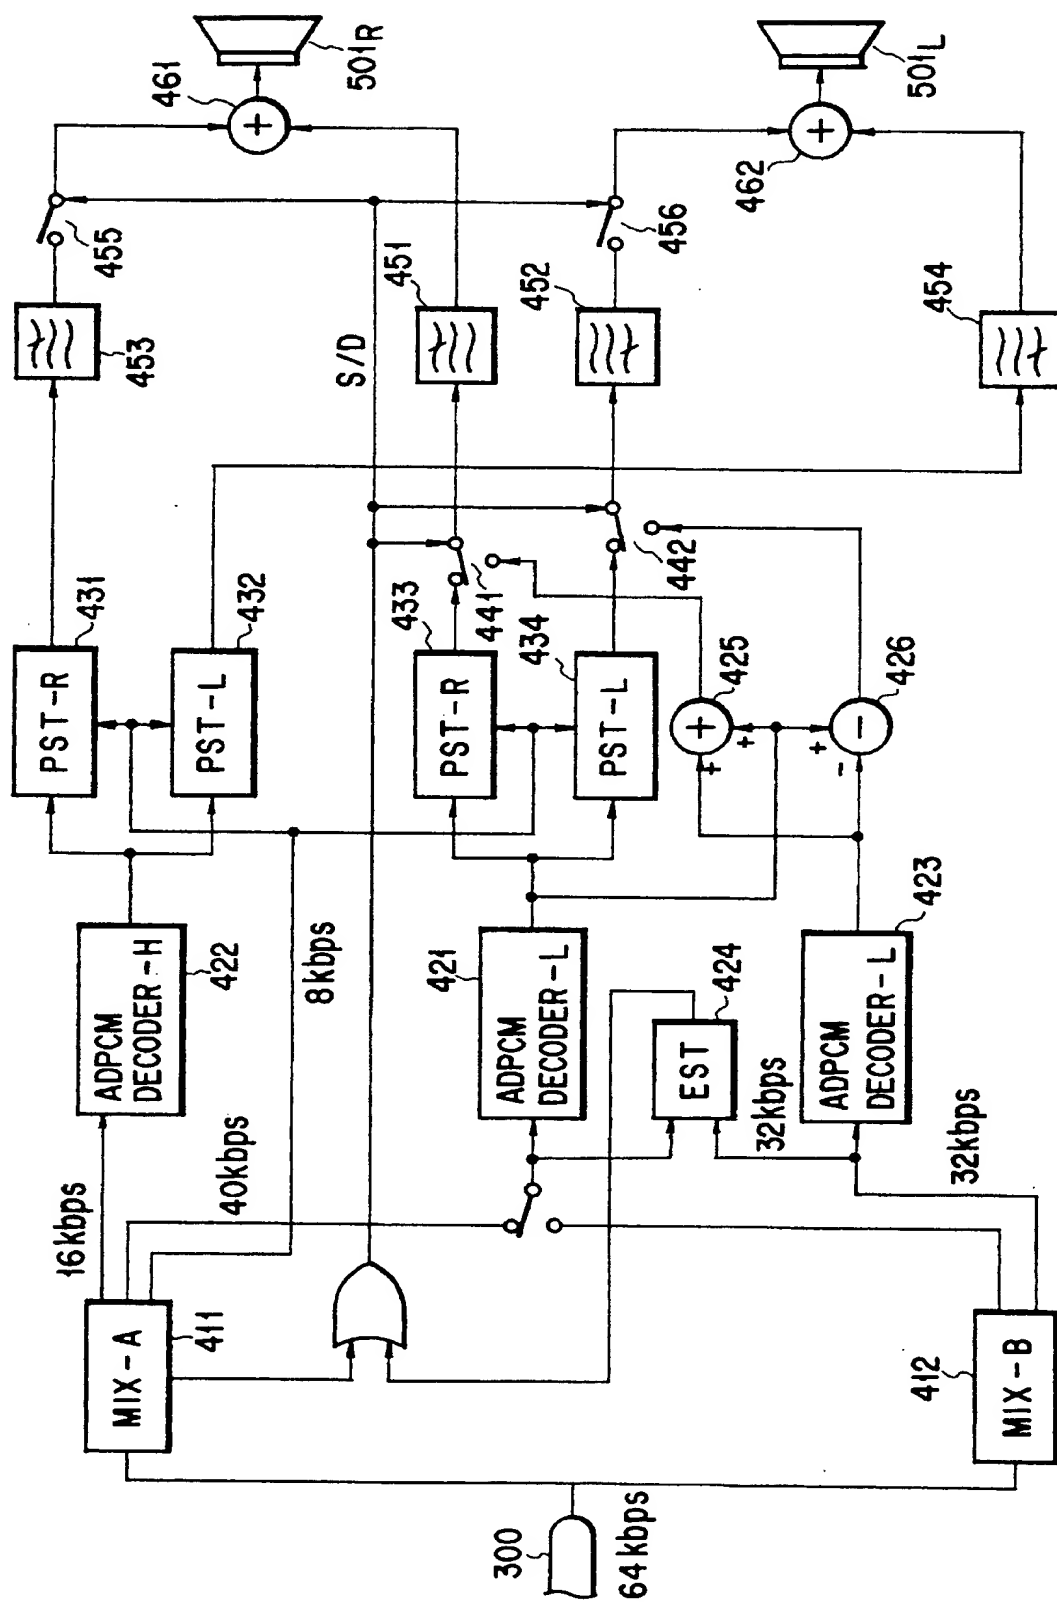 300
64kbps
MIX-A
411
MIX-B
412
16kbps
40kbps
8kbps
32kbps
32kbps
ADPCM
DECODER-H
422
ADPCM
DECODER-L
421
EST
424
ADPCM
DECODER-L
423
PST-R
431
PST-L
432
PST-R
433
PST-L
434
441
442
+
+
+
425
+
-
-
426
S/D
453
451
452
454
455
456
+
461
+
462
501R
501L